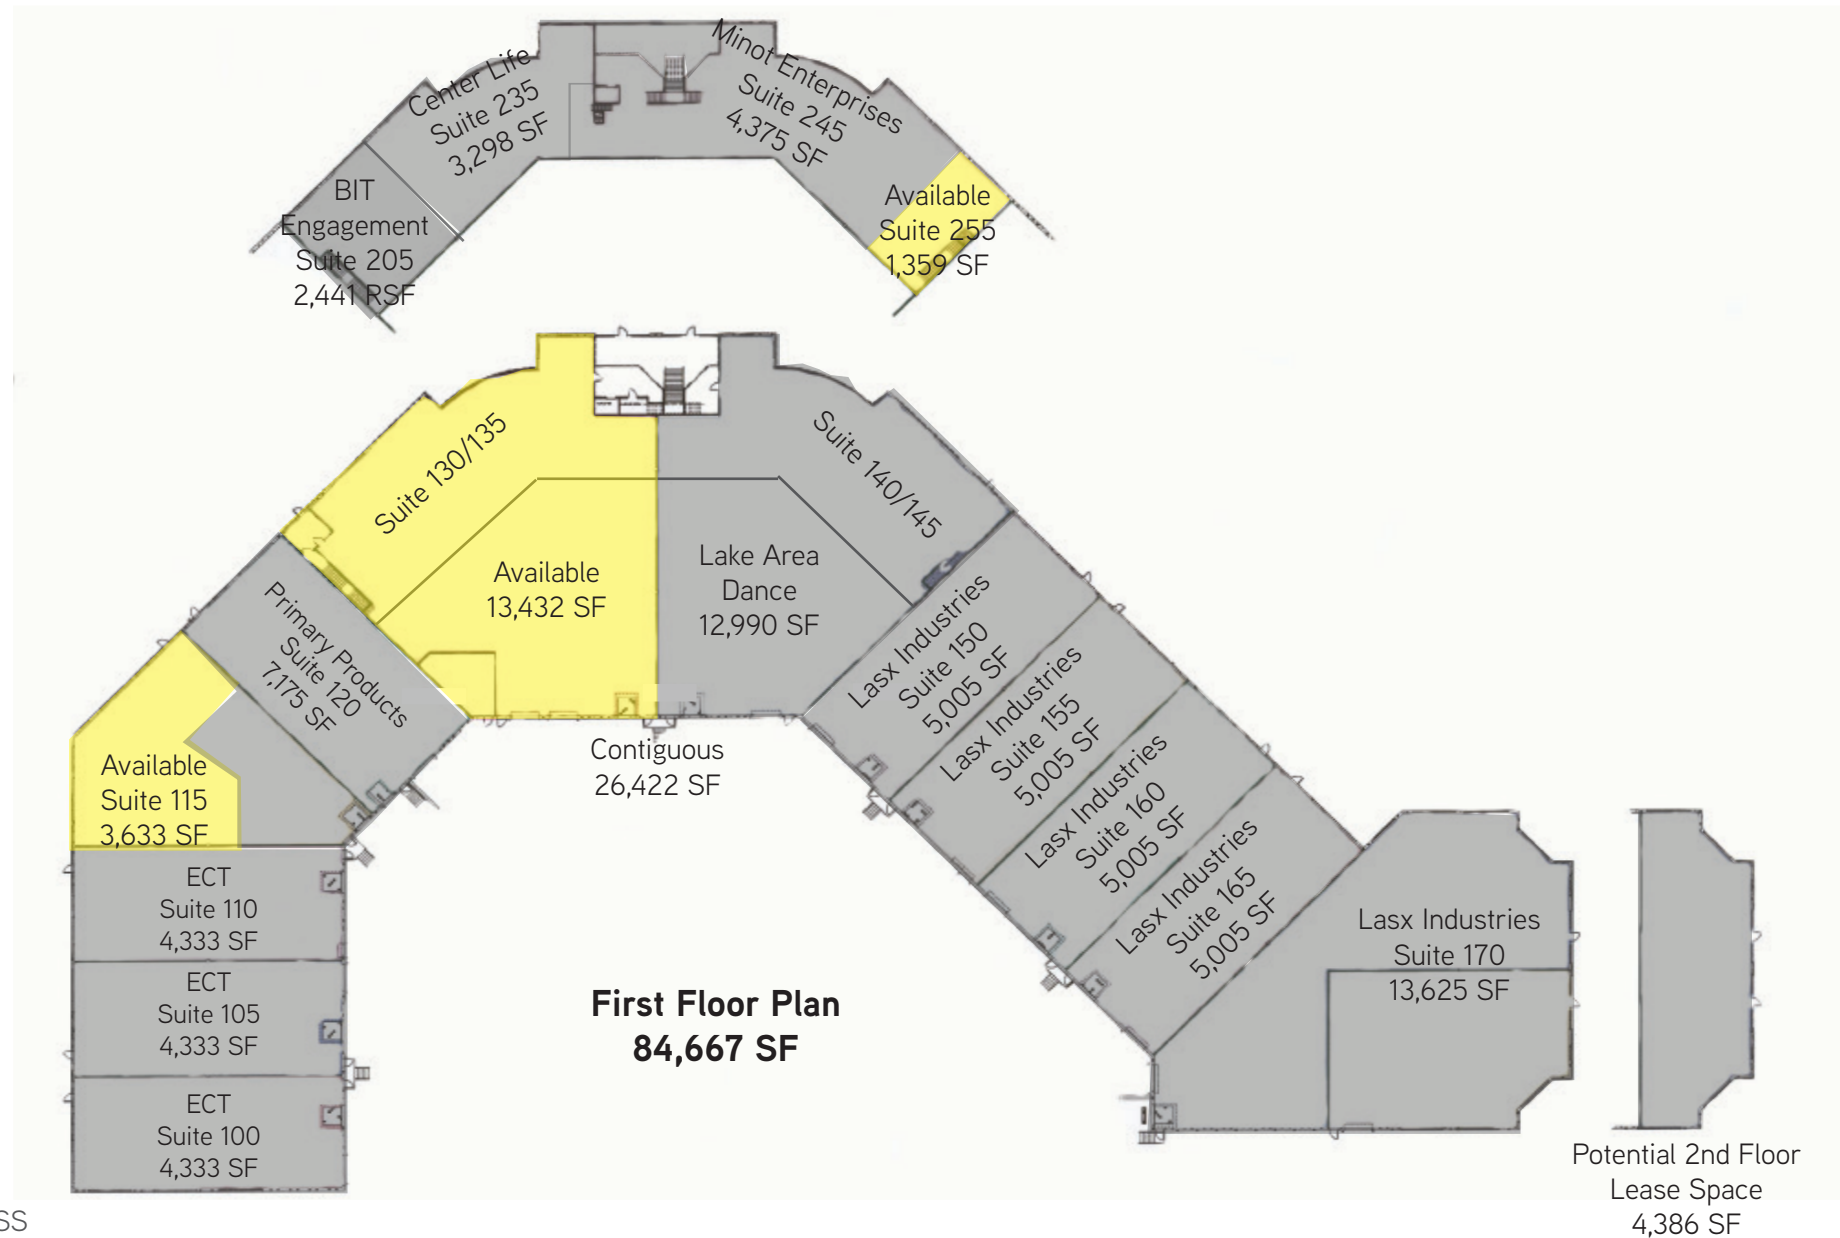 Center Life
Suite 235
3,298 SF
Minot Enterprises
Suite 245
4,375 SF
BIT
Engagement
Suite 205
2,441 RSF
Available
Suite 255
1,359 SF
Suite 130/135
Available
13,432 SF
Suite 140/145
Lake Area
Dance
12,990 SF
Contiguous
26,422 SF
Primary Products
Suite 120
7,175 SF
Available
Suite 115
3,633 SF
ECT
Suite 110
4,333 SF
ECT
Suite 105
4,333 SF
ECT
Suite 100
4,333 SF
Lasx Industries
Suite 150
5,005 SF
Lasx Industries
Suite 155
5,005 SF
Lasx Industries
Suite 160
5,005 SF
Lasx Industries
Suite 165
5,005 SF
Lasx Industries
Suite 170
13,625 SF
First Floor Plan
84,667 SF
Potential 2nd Floor
Lease Space
4,386 SF